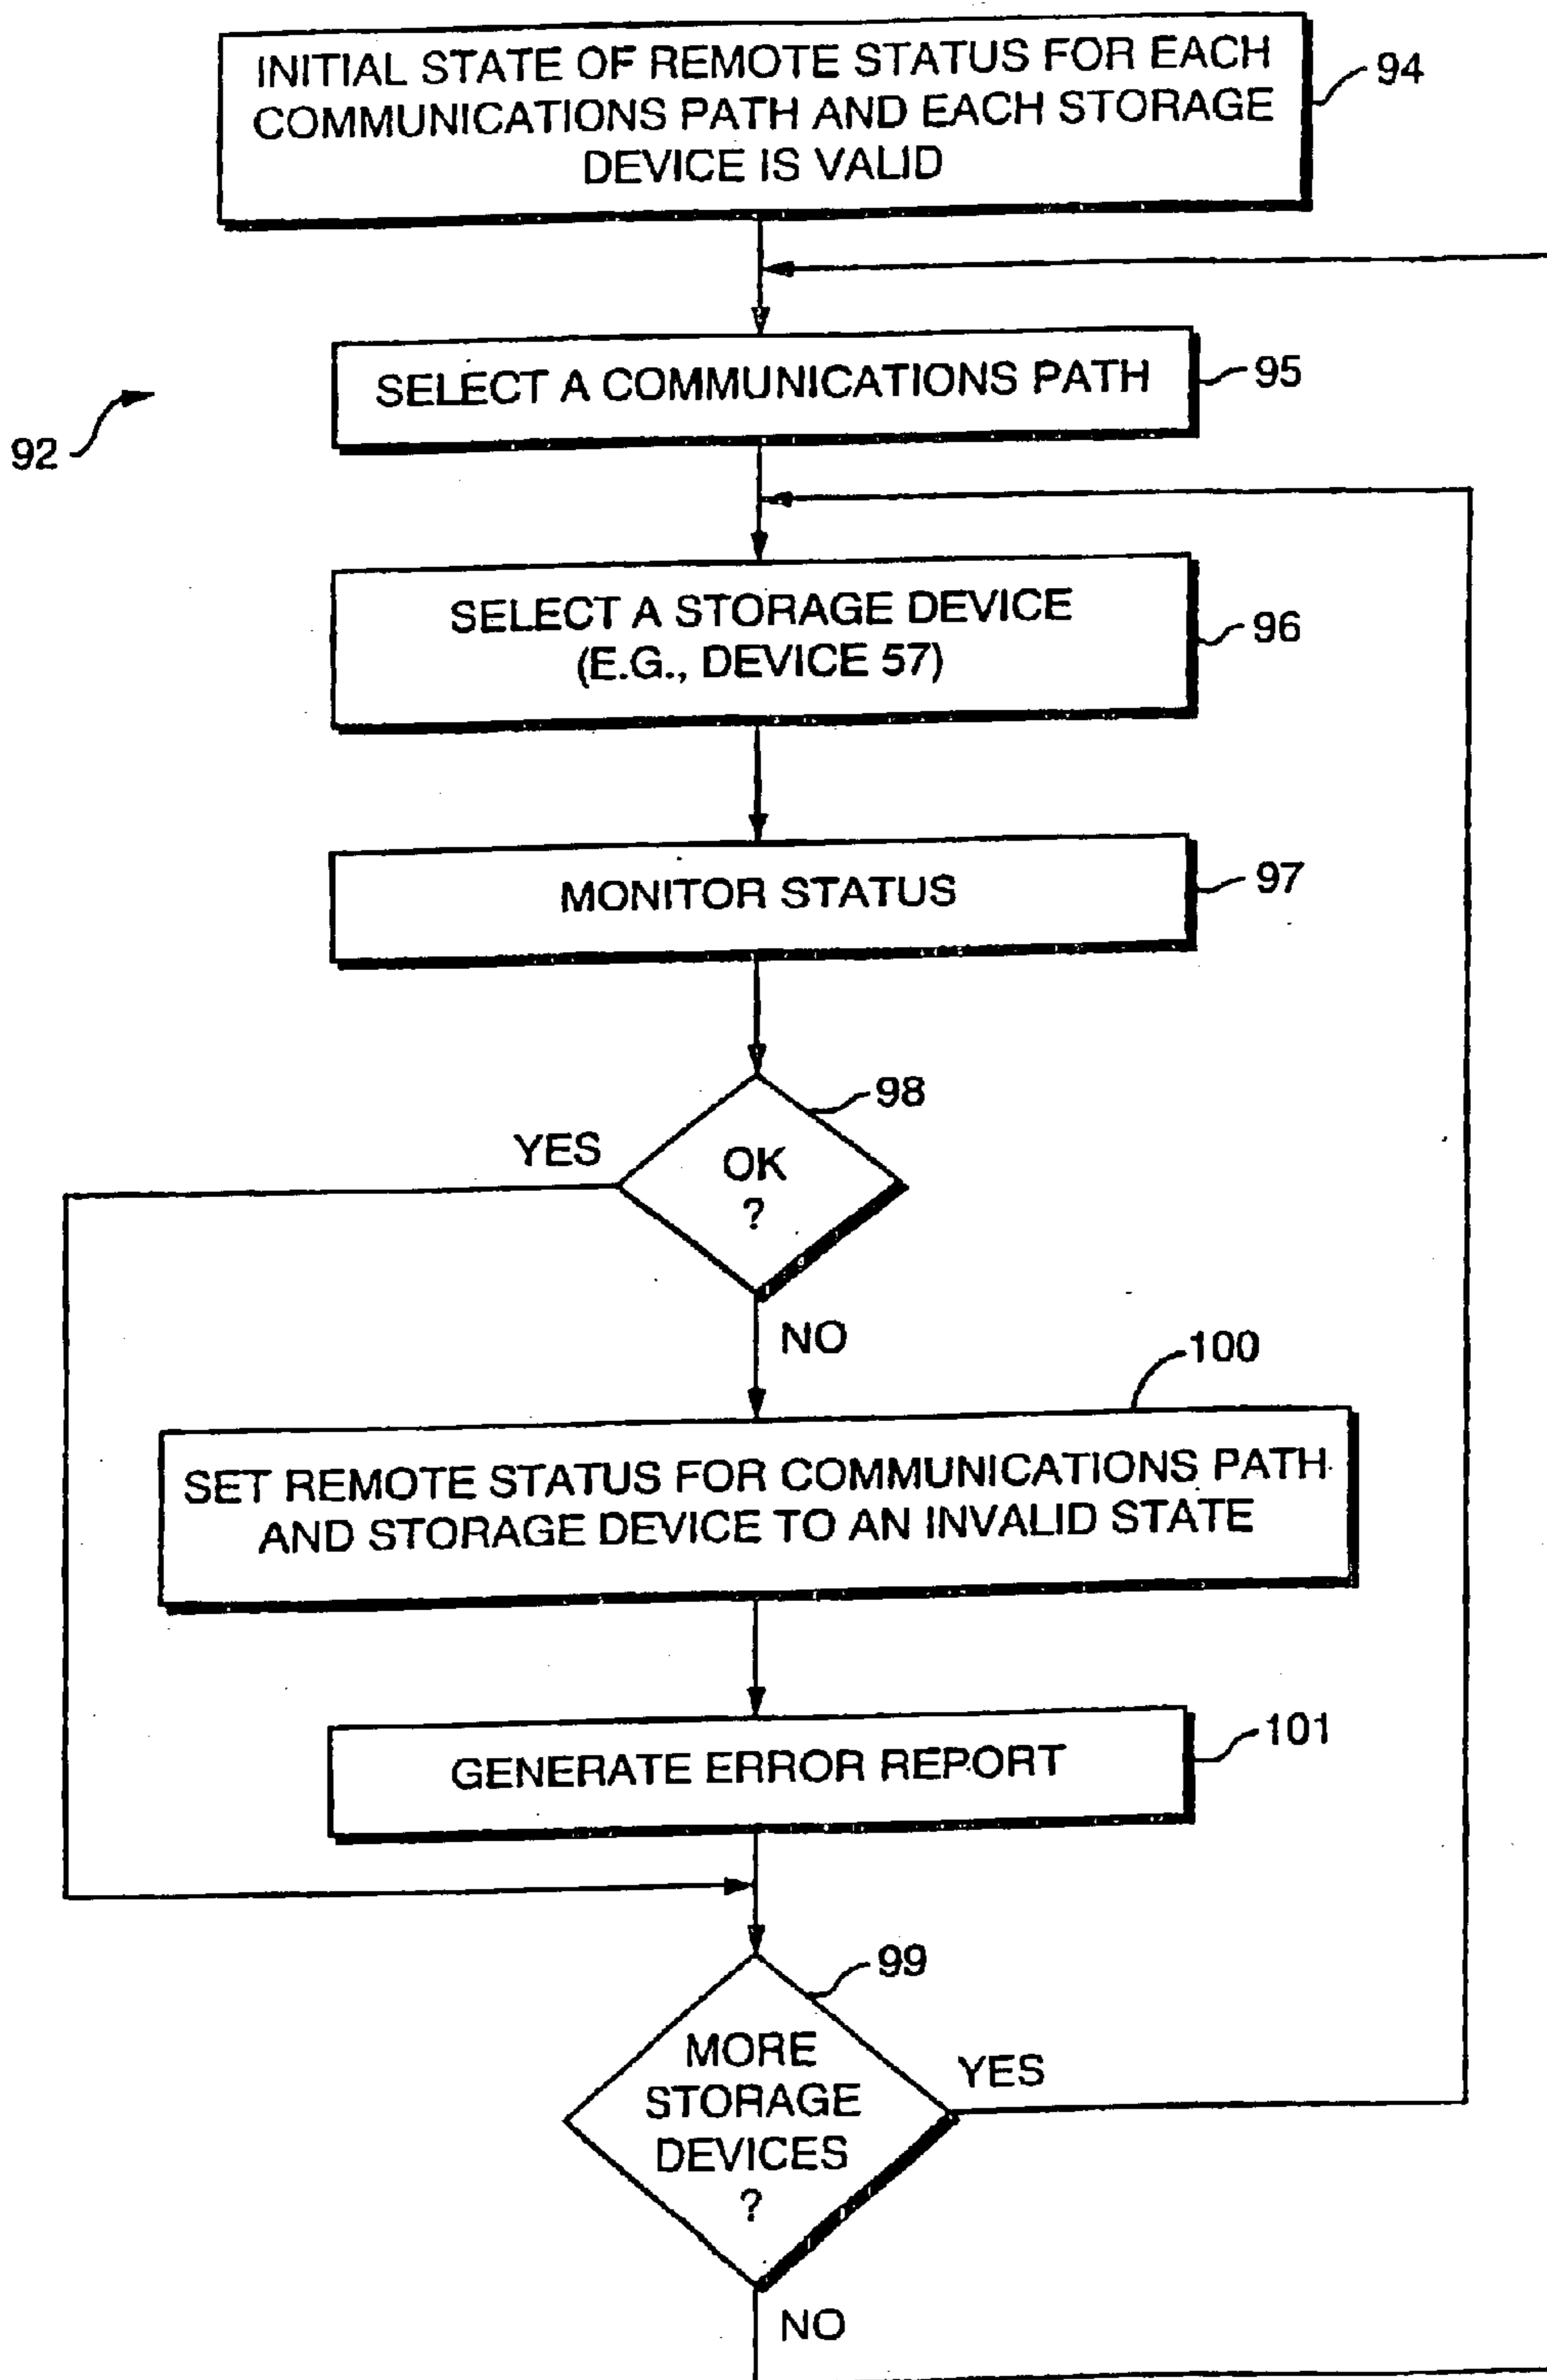 INITIAL STATE OF REMOTE STATUS FOR EACH
COMMUNICATIONS PATH AND EACH STORAGE
DEVICE IS VALID
94
SELECT A COMMUNICATIONS PATH
95
92
SELECT A STORAGE DEVICE
(E.G., DEVICE 57)
96
MONITOR STATUS
97
98
YES
OK
?
NO
100
SET REMOTE STATUS FOR COMMUNICATIONS PATH
AND STORAGE DEVICE TO AN INVALID STATE
GENERATE ERROR REPORT
101
99
MORE
STORAGE
DEVICES
?
YES
NO